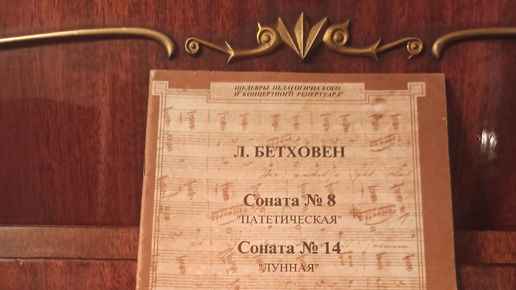 ШЕДЕВРЫ ПЕДАГОГИЧЕСКОГО
И КОНЦЕРТНОГО РЕПЕРТУАРА
Л. БЕТХОВЕН
Соната № 8
"ПАТЕТИЧЕСКАЯ"
Соната № 14
"ЛУННАЯ"